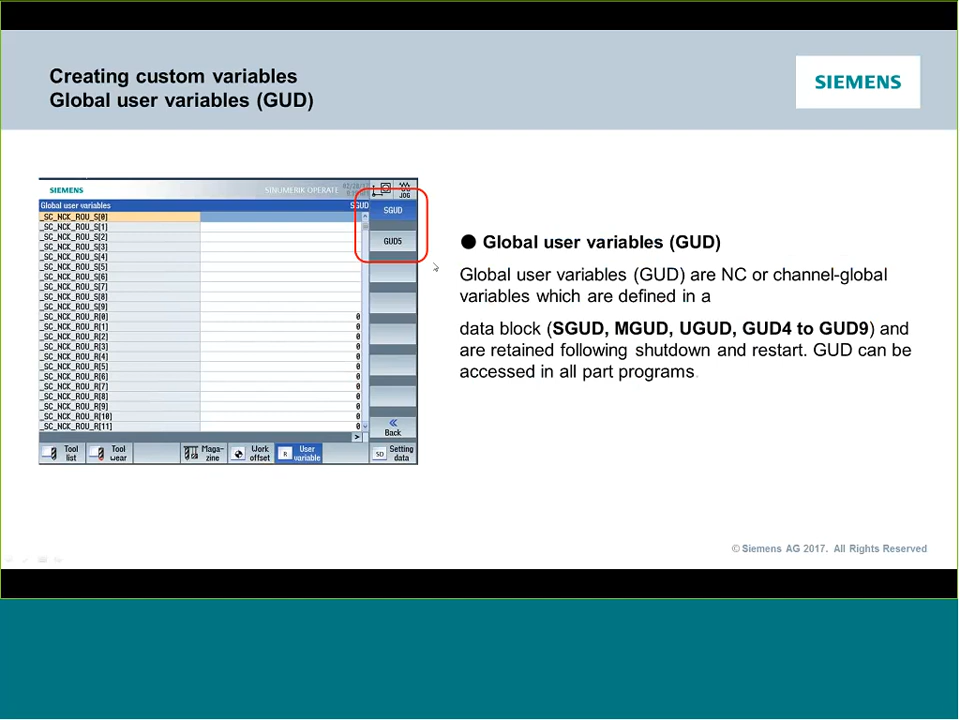 Creating custom variables
Global user variables (GUD)
SIEMENS
SIEMENS
SINUMERIK OPERATE
JOG
Global user variables
SGUD
SGUD
_SC_NCK_ROU_S[0]
_SC_NCK_ROU_S[1]
_SC_NCK_ROU_S[2]
GUD5
_SC_NCK_ROU_S[3]
_SC_NCK_ROU_S[4]
_SC_NCK_ROU_S[5]
_SC_NCK_ROU_S[6]
_SC_NCK_ROU_S[7]
_SC_NCK_ROU_S[8]
_SC_NCK_ROU_S[9]
_SC_NCK_ROU_R[0] 0
_SC_NCK_ROU_R[1] 0
_SC_NCK_ROU_R[2] 0
_SC_NCK_ROU_R[3] 0
_SC_NCK_ROU_R[4] 0
_SC_NCK_ROU_R[5] 0
_SC_NCK_ROU_R[6] 0
_SC_NCK_ROU_R[7] 0
_SC_NCK_ROU_R[8] 0
_SC_NCK_ROU_R[9] 0
_SC_NCK_ROU_R[10] 0
_SC_NCK_ROU_R[11] 0
Back
Tool list
Tool wear
Maga-zine
Work offset
R User variable
SD Setting data
● Global user variables (GUD)
Global user variables (GUD) are NC or channel-global
variables which are defined in a
data block (SGUD, MGUD, UGUD, GUD4 to GUD9) and
are retained following shutdown and restart. GUD can be
accessed in all part programs.
© Siemens AG 2017. All Rights Reserved